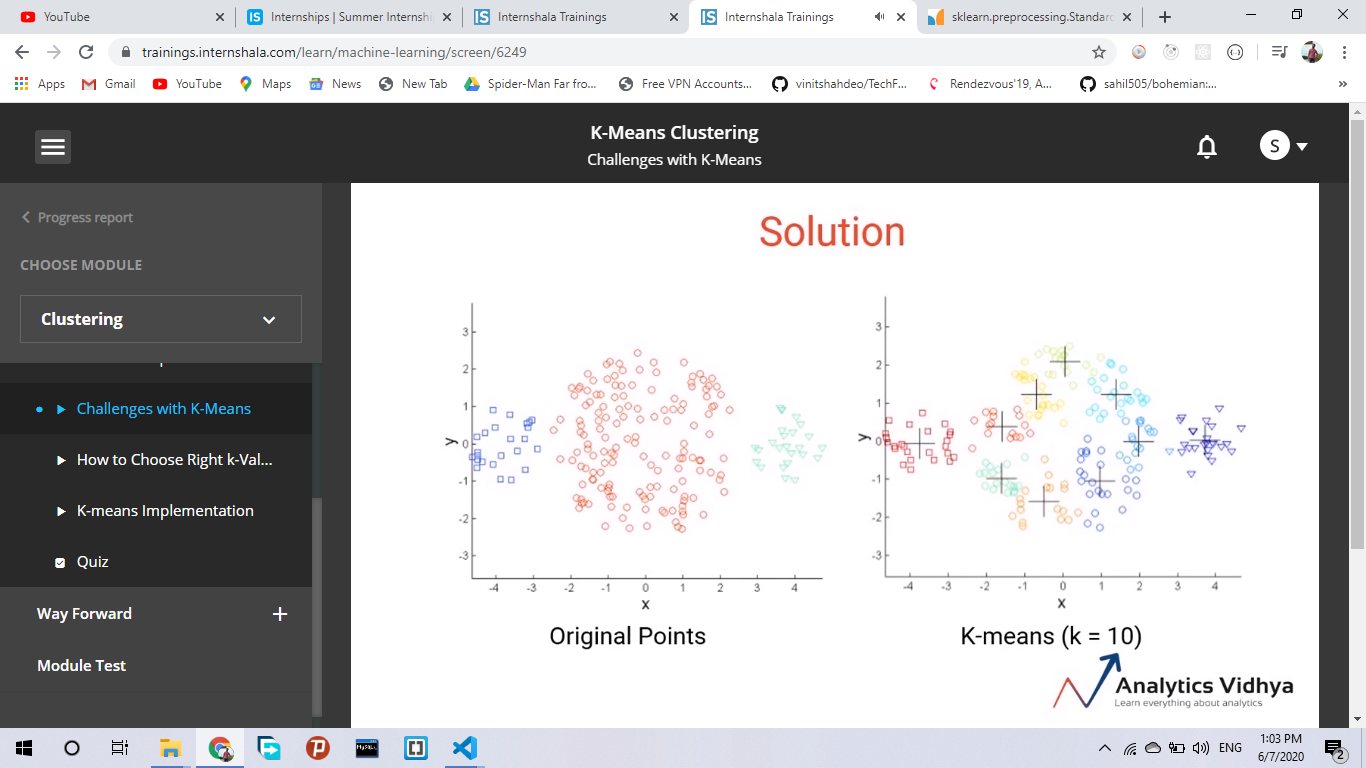 YouTube
Internships | Summer Internshi
Internshala Trainings
Internshala Trainings
sklearn.preprocessing.Standard
trainings.internshala.com/learn/machine-learning/screen/6249
Apps
Gmail
YouTube
Maps
News
New Tab
Spider-Man Far fro...
Free VPN Accounts...
vinitshahdeo/TechF...
Rendezvous'19, A...
sahil505/bohemian:...
»
K-Means Clustering
Challenges with K-Means
S
Progress report
CHOOSE MODULE
Clustering
Challenges with K-Means
How to Choose Right k-Val...
K-means Implementation
Quiz
Way Forward
Module Test
Solution
3
2
1
0
-1
-2
-3
y
-4 -3 -2 -1 0 1 2 3 4
x
Original Points
3
2
1
0
-1
-2
-3
y
-4 -3 -2 -1 0 1 2 3 4
x
K-means (k = 10)
Analytics Vidhya
Learn everything about analytics
MySQL
ENG
1:03 PM
6/7/2020
2